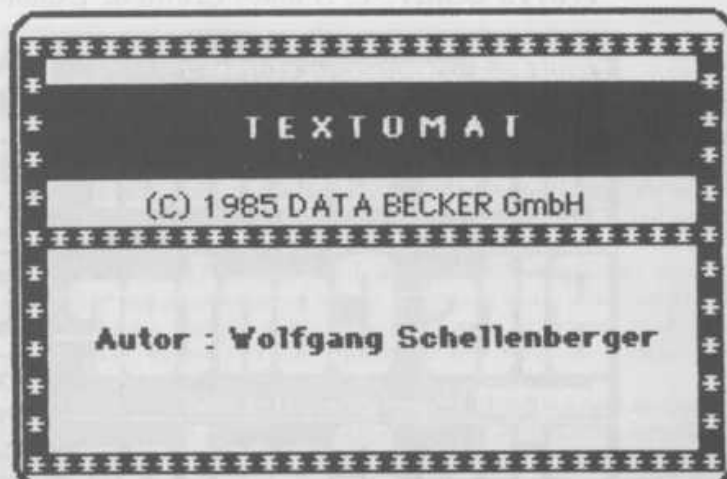 TEXTOMAT
(C) 1985 DATA BECKER GmbH
Autor : Wolfgang Schellenberger